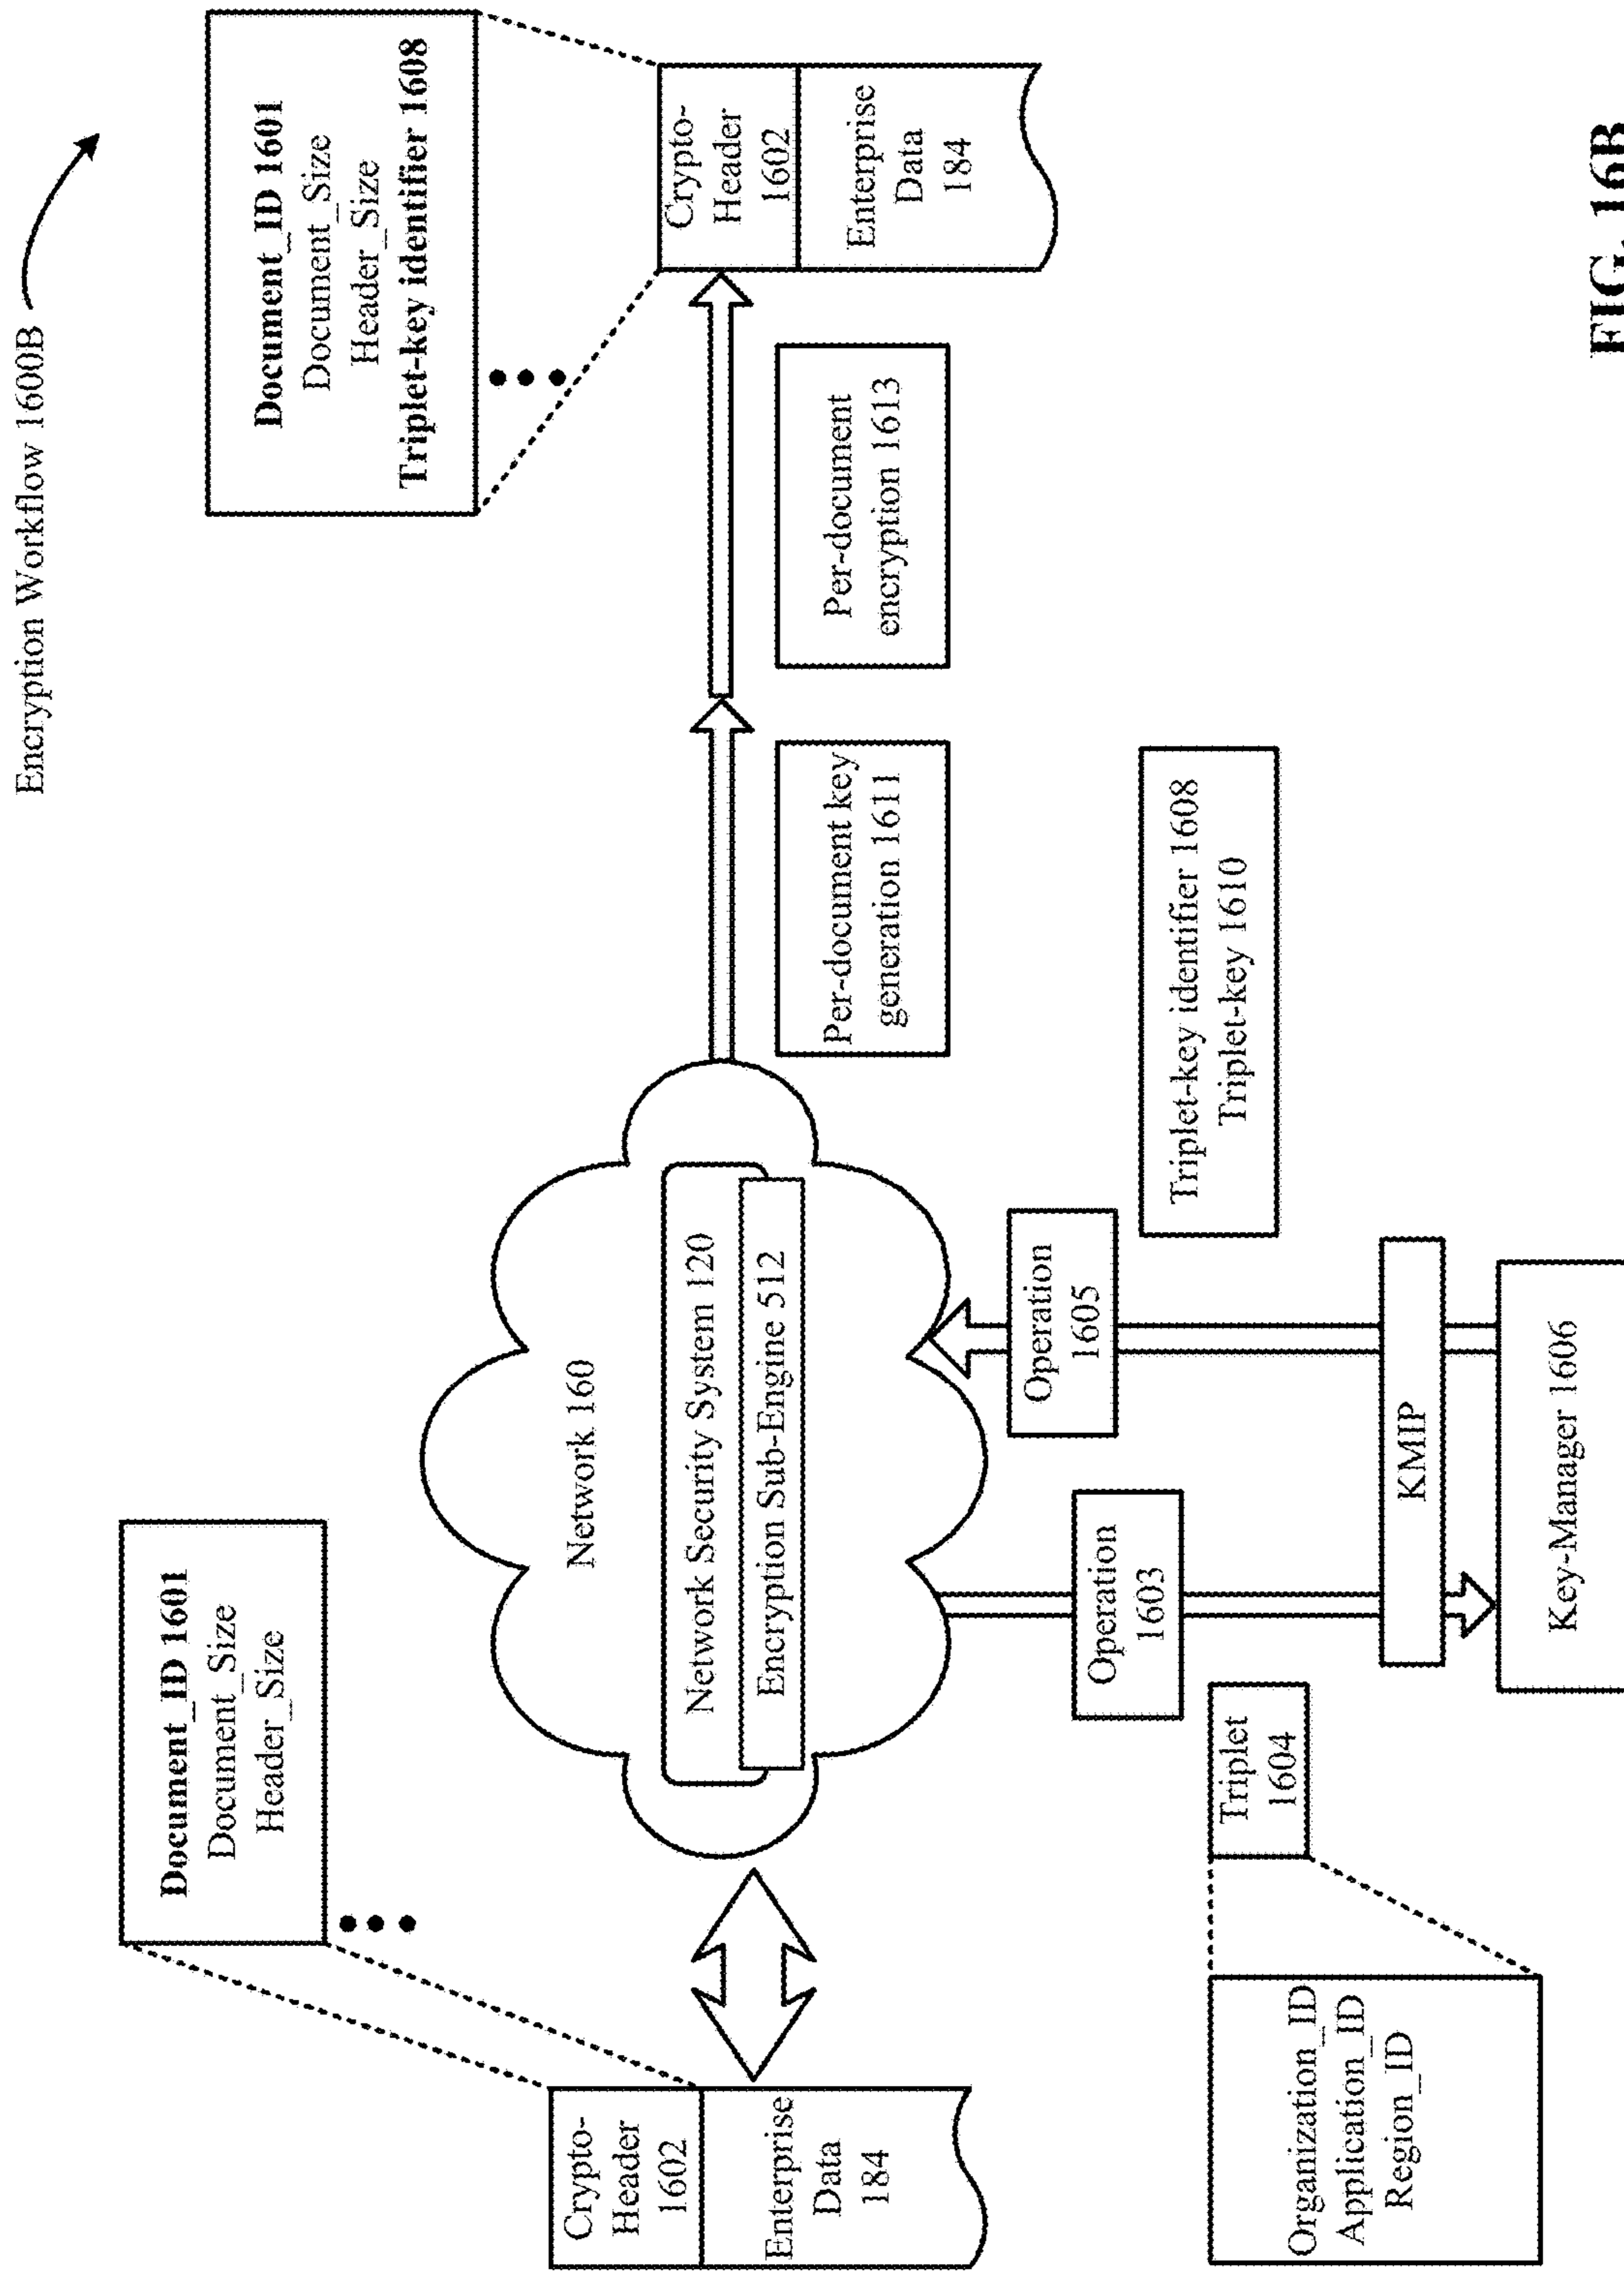 Encryption Workflow 1600B
Document_ID 1601
Document_Size
Header_Size
Document_ID 1601
Document_Size
Header_Size
Triplet-key identifier 1608
Crypto-
Header
1602
Enterprise
Data
184
Network 160
Network Security System 120
Encryption Sub-Engine 512
Per-document key
generation 1611
Per-document
encryption 1613
Crypto-
Header
1602
Enterprise
Data
184
Organization_ID
Application_ID
Region_ID
Triplet
1604
Operation
1603
Operation
1605
Triplet-key identifier 1608
Triplet-key 1610
KMIP
Key-Manager 1606
FIG. 16B